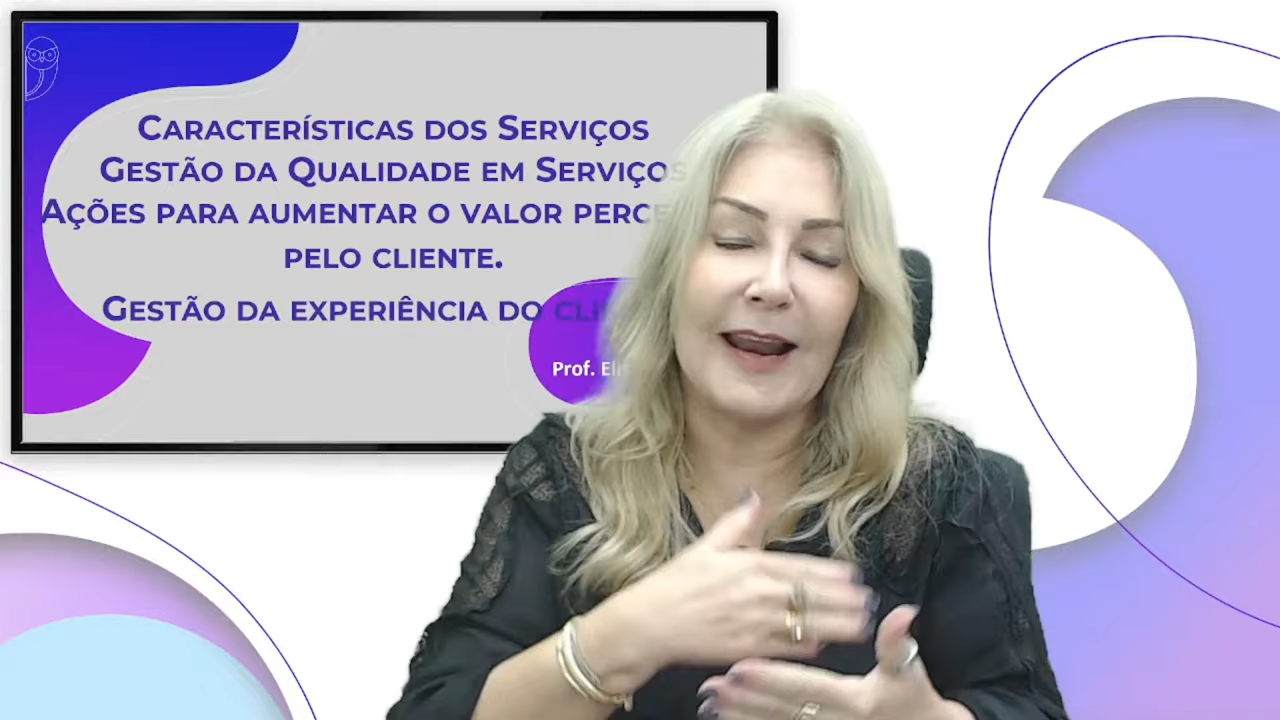 Características dos Serviços
Gestão da Qualidade em Serviços
Ações para aumentar o valor
pelo cliente.
Gestão da experiência do
Prof.